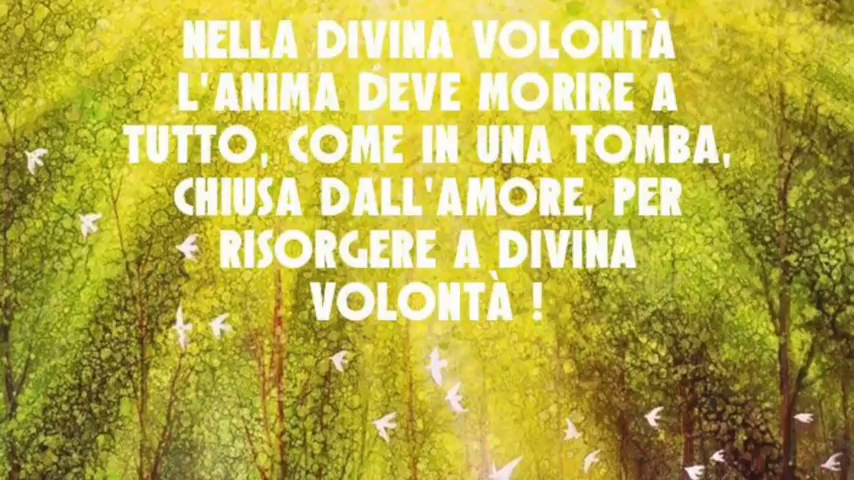 NELLA DIVINA VOLONTÀ
L'ANIMA DEVE MORIRE A
TUTTO, COME IN UNA TOMBA,
CHIUSA DALL'AMORE, PER
RISORGERE A DIVINA
VOLONTÀ !